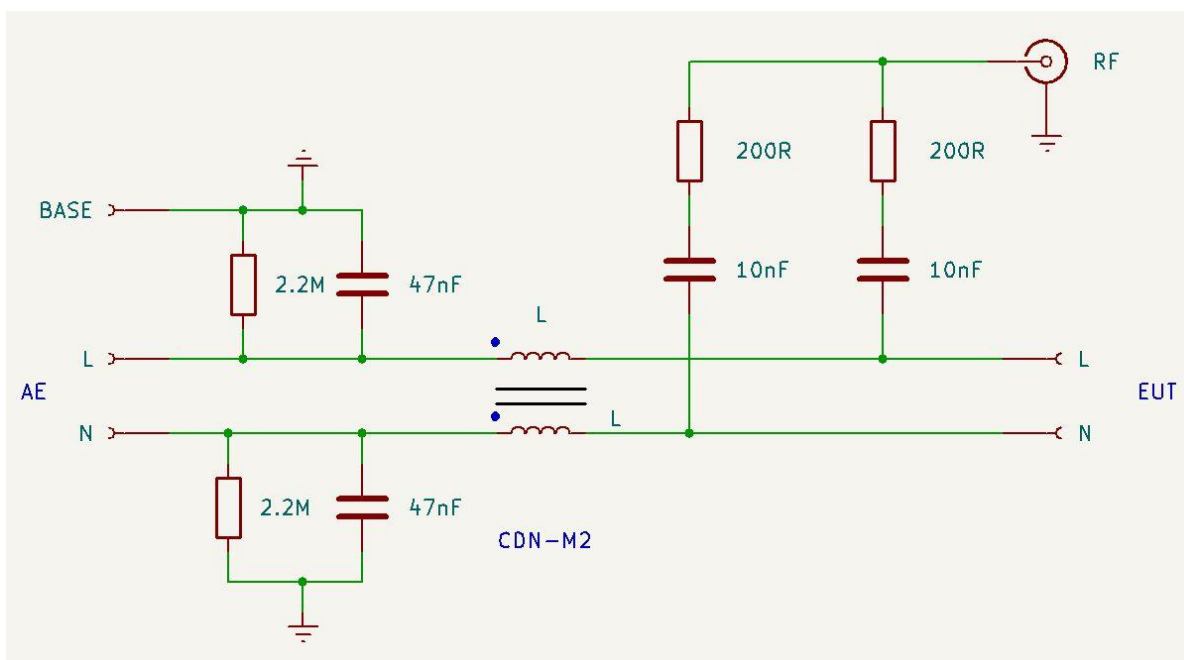 RF
200R
200R
BASE
2.2M
47nF
10nF
10nF
L
L
L
AE
EUT
L
N
N
2.2M
47nF
CDN-M2